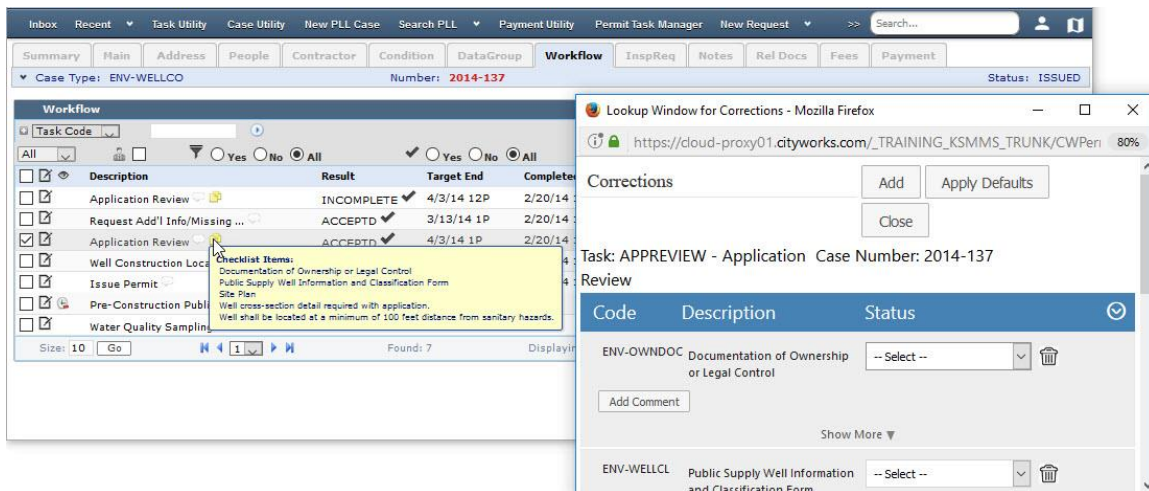 Inbox Recent Task Utility Case Utility New PLL Case Search PLL Payment Utility Permit Task Manager New Request >> Search...
Summary Main Address People Contractor Condition DataGroup Workflow InspReq Notes Rel Docs Fees Payment
Case Type: ENV-WELLCO Number: 2014-137 Status: ISSUED
Workflow
Task Code
All Yes No All Yes No All
Description Result Target End Completed
Application Review INCOMPLETE 4/3/14 12P 2/20/14
Request Add'l Info/Missing ... ACCEPTD 3/13/14 1P 2/20/14
Application Review ACCEPTD 4/3/14 1P 2/20/14
Well Construction Loca
Issue Permit
Pre-Construction Publi
Water Quality Sampling
Checklist Items:
Documentation of Ownership or Legal Control
Public Supply Well Information and Classification Form
Site Plan
Well cross-section detail required with application.
Well shall be located at a minimum of 100 feet distance from sanitary hazards.
Size: 10 Go 1 Found: 7 Displayin
Lookup Window for Corrections - Mozilla Firefox
https://cloud-proxy01.cityworks.com/_TRAINING_KSMMS_TRUNK/CWPer 80%
Corrections Add Apply Defaults
Close
Task: APPREVIEW - Application Case Number: 2014-137
Review
Code Description Status
ENV-OWNDOC Documentation of Ownership -- Select --
or Legal Control
Add Comment
Show More
ENV-WELLCL Public Supply Well Information -- Select --
and Classification Form